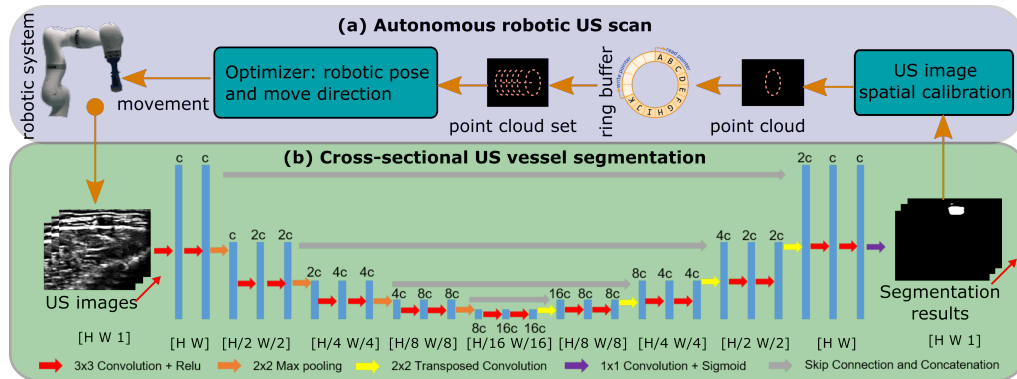 (a) Autonomous robotic US scan
robotic system
movement
Optimizer: robotic pose
and move direction
point cloud set
ring buffer
read pointer
write pointer
A B C D E F G H I J K
point cloud
US image
spatial calibration
(b) Cross-sectional US vessel segmentation
c c
2c c c
c 2c 2c
4c 2c 2c
2c 4c 4c
8c 4c 4c
4c 8c 8c
16c 8c 8c
8c 16c 16c
US images
Segmentation
results
[H W 1]
[H W]
[H/2 W/2]
[H/4 W/4]
[H/8 W/8]
[H/16 W/16]
[H/8 W/8]
[H/4 W/4]
[H/2 W/2]
[H W]
[H W 1]
3x3 Convolution + Relu
2x2 Max pooling
2x2 Transposed Convolution
1x1 Convolution + Sigmoid
Skip Connection and Concatenation